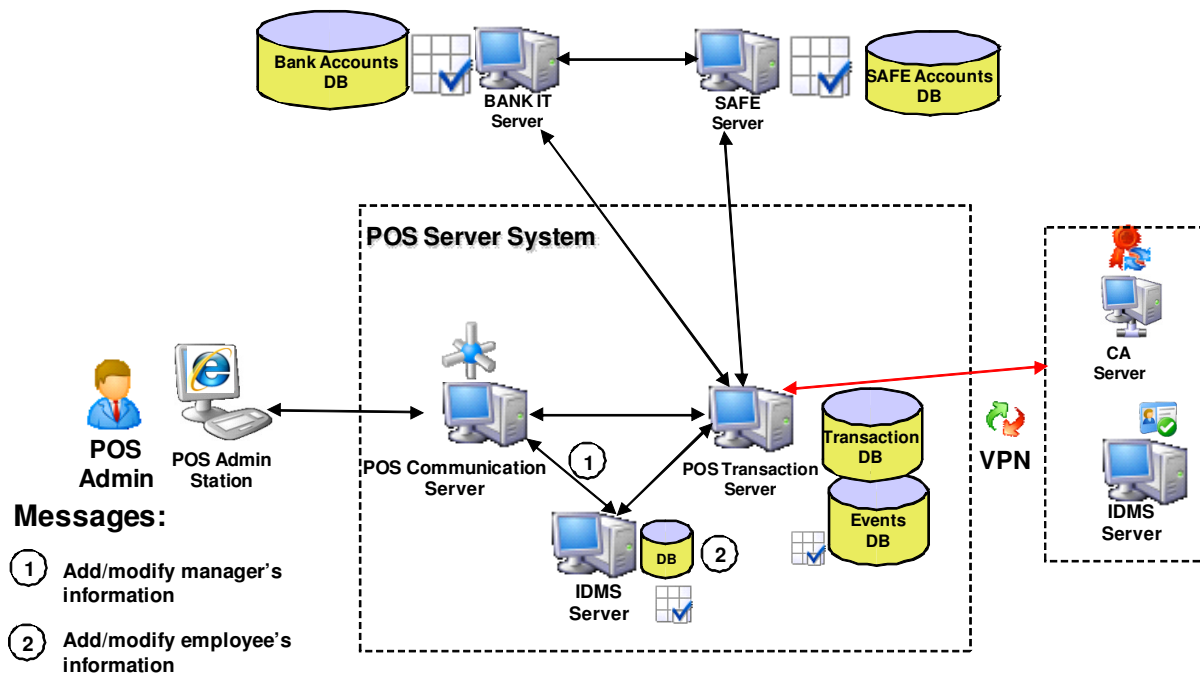 Bank Accounts
DB
BANK IT
Server
SAFE
Server
SAFE Accounts
DB
POS Server System
POS
Admin
POS Admin
Station
POS Communication
Server
1
IDMS
Server
DB
2
POS Transaction
Server
Transaction
DB
Events
DB
VPN
CA
Server
IDMS
Server
Messages:
1 Add/modify manager's
information
2 Add/modify employee's
information